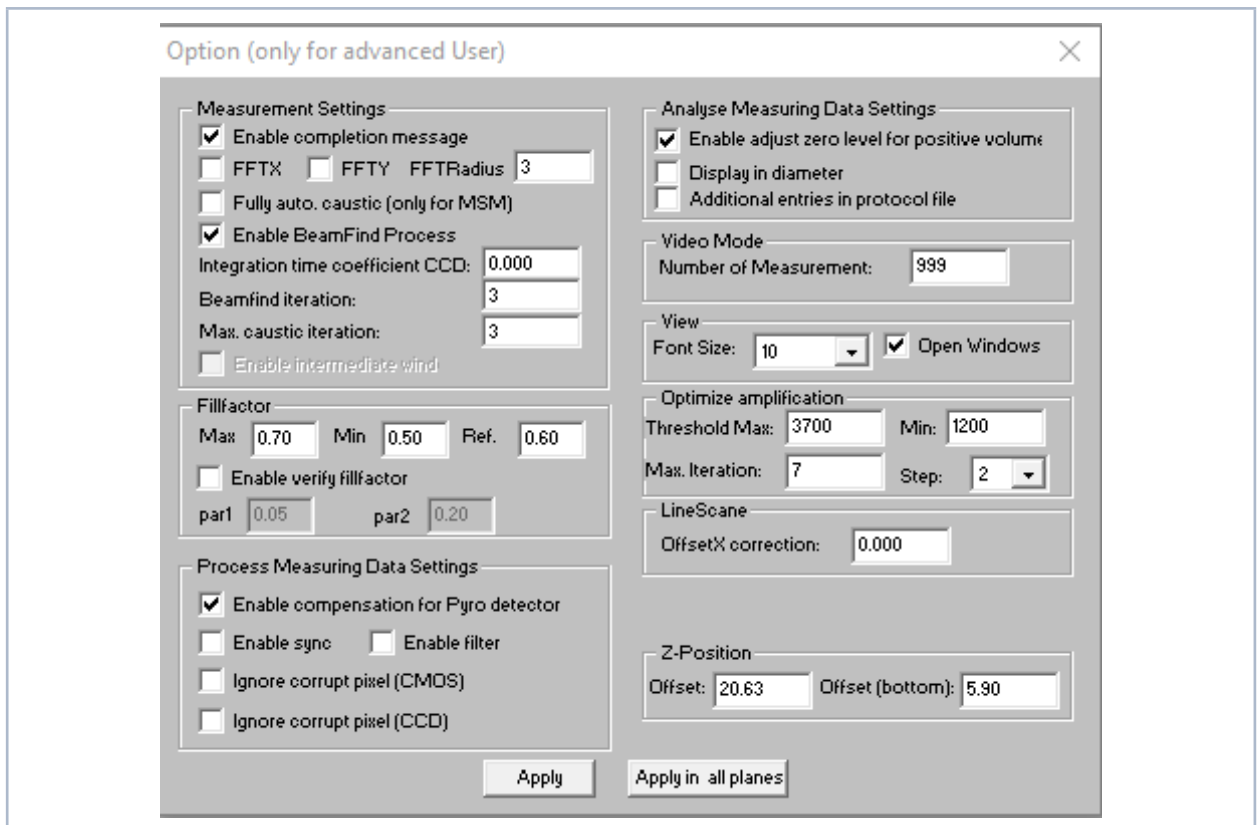 Option (only for advanced User)
Measurement Settings
Enable completion message
FFTX FFTY FFTRadius 3
Fully auto. caustic (only for MSM)
Enable BeamFind Process
Integration time coefficient CCD: 0.000
Beamfind iteration: 3
Max. caustic iteration: 3
Enable intermediate wind
Fillfactor
Max 0.70 Min 0.50 Ref. 0.60
Enable verify fillfactor
par1 0.05 par2 0.20
Process Measuring Data Settings
Enable compensation for Pyro detector
Enable sync Enable filter
Ignore corrupt pixel (CMOS)
Ignore corrupt pixel (CCD)
Analyse Measuring Data Settings
Enable adjust zero level for positive volume
Display in diameter
Additional entries in protocol file
Video Mode
Number of Measurement: 999
View
Font Size: 10 Open Windows
Optimize amplification
Threshold Max: 3700 Min: 1200
Max. Iteration: 7 Step: 2
LineScane
OffsetX correction: 0.000
Z-Position
Offset: 20.63 Offset (bottom): 5.90
Apply Apply in all planes